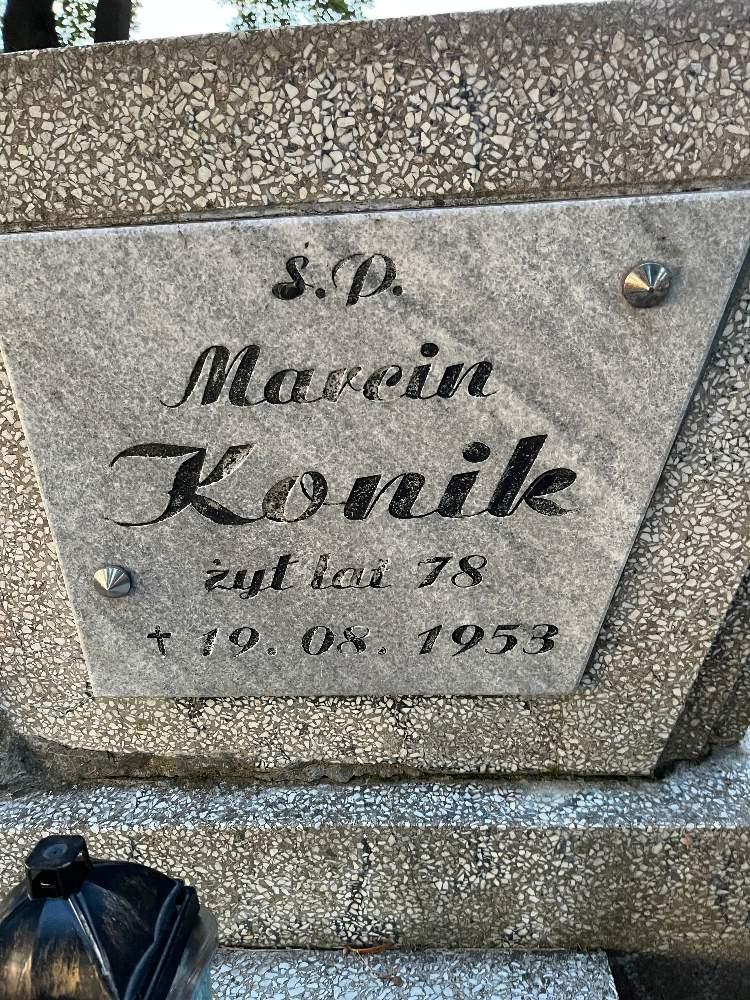 ś.p.
Marcin
Konik
żył lat 78
† 19. 08. 1953